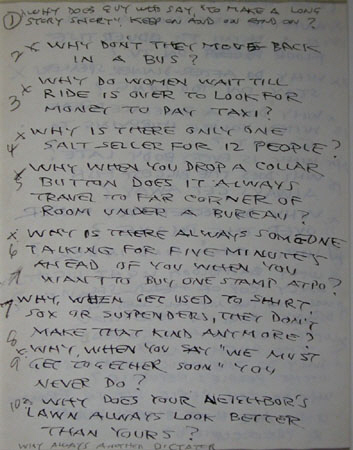 ① X WHY DOES GUY WHO SAY, "TO MAKE A LONG
STORY SHORT", KEEP ON AND ON AND ON?
2 X WHY DONT THEY MOVE BACK
IN A BUS?
X WHY DO WOMEN WAIT TILL
3 RIDE IS OVER TO LOOK FOR
MONEY TO PAY TAXI?
X WHY IS THERE ONLY ONE
4 SALT SELLER FOR 12 PEOPLE?
X WHY WHEN YOU DROP A COLLAR
5 BUTTON DOES IT ALWAYS
TRAVEL TO FAR CORNER OF
ROOM UNDER A BUREAU?
X WHY IS THERE ALWAYS SOMEONE
6 TALKING FOR FIVE MINUTES
AHEAD OF YOU WHEN YOU
WANT TO BUY ONE STAMP AT PO?
7 WHY, WHEN GET USED TO SHIRT
SOX OR SUSPENDERS, THEY DON'T
8 MAKE THAT KIND ANYMORE?
X WHY, WHEN YOU SAY "WE MUST
9 GET TOGETHER SOON" YOU
NEVER DO?
10 WHY DOES YOUR NEIGHBOR'S
LAWN ALWAYS LOOK BETTER
THAN YOURS?
WHY ALWAYS ANOTHER DICTATOR